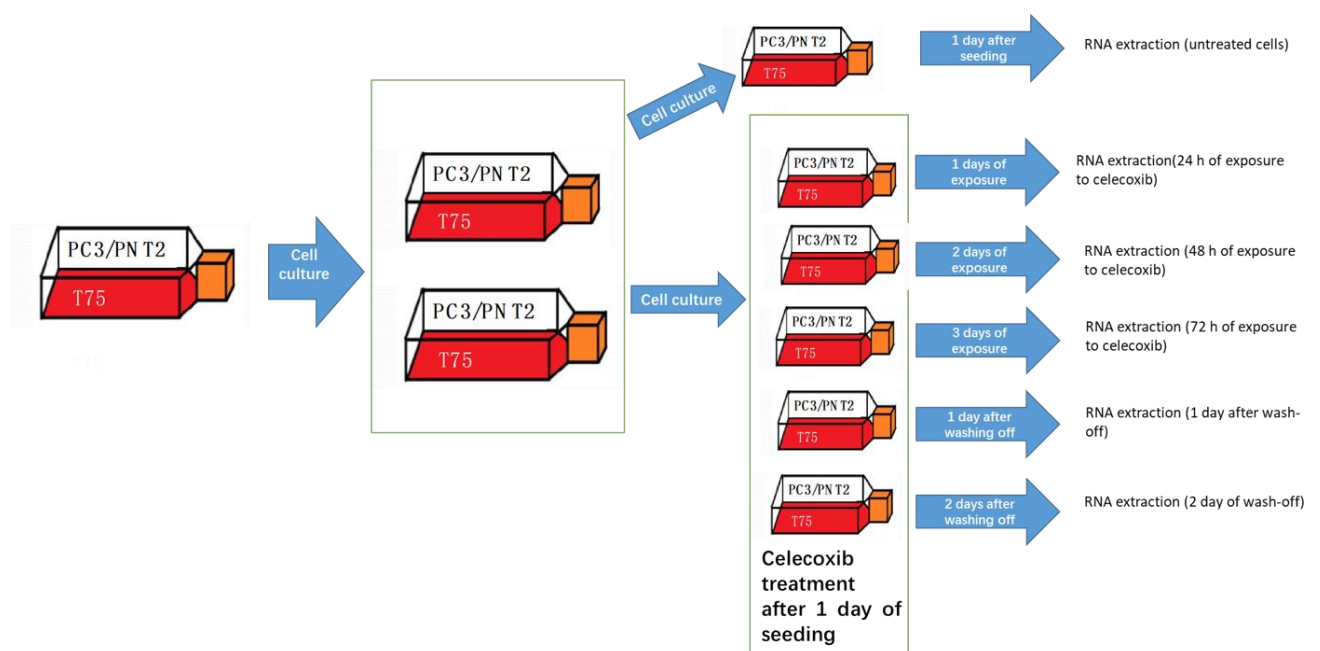 PC3/PN T2
T75
Cell
culture
PC3/PN T2
T75
PC3/PN T2
T75
Cell culture
Cell culture
PC3/PN T2
T75
1 day after
seeding
RNA extraction (untreated cells)
PC3/PN T2
T75
1 days of
exposure
RNA extraction(24 h of exposure
to celecoxib)
PC3/PN T2
T75
2 days of
exposure
RNA extraction (48 h of exposure
to celecoxib)
PC3/PN T2
T75
3 days of
exposure
RNA extraction (72 h of exposure
to celecoxib)
PC3/PN T2
T75
1 day after
washing off
RNA extraction (1 day after wash-
off)
PC3/PN T2
T75
2 days after
washing off
RNA extraction (2 day of wash-off)
Celecoxib
treatment
after 1 day of
seeding